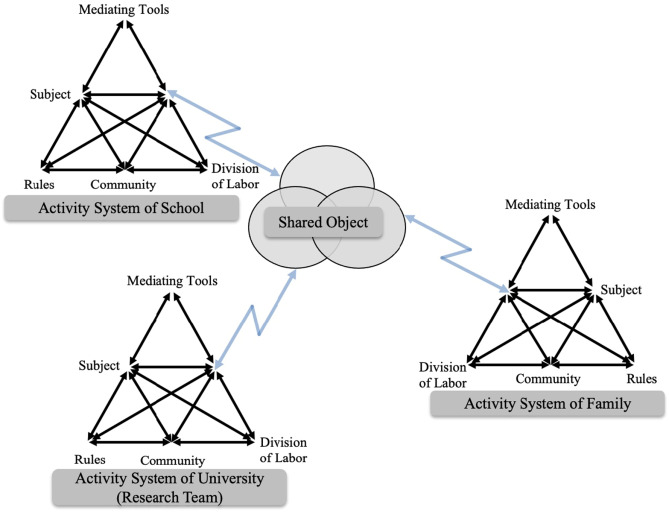 Mediating Tools
Subject
Rules
Community
Division
of Labor
Activity System of School
Shared Object
Mediating Tools
Subject
Division
of Labor
Community
Rules
Activity System of Family
Mediating Tools
Subject
Rules
Community
Division
of Labor
Activity System of University
(Research Team)